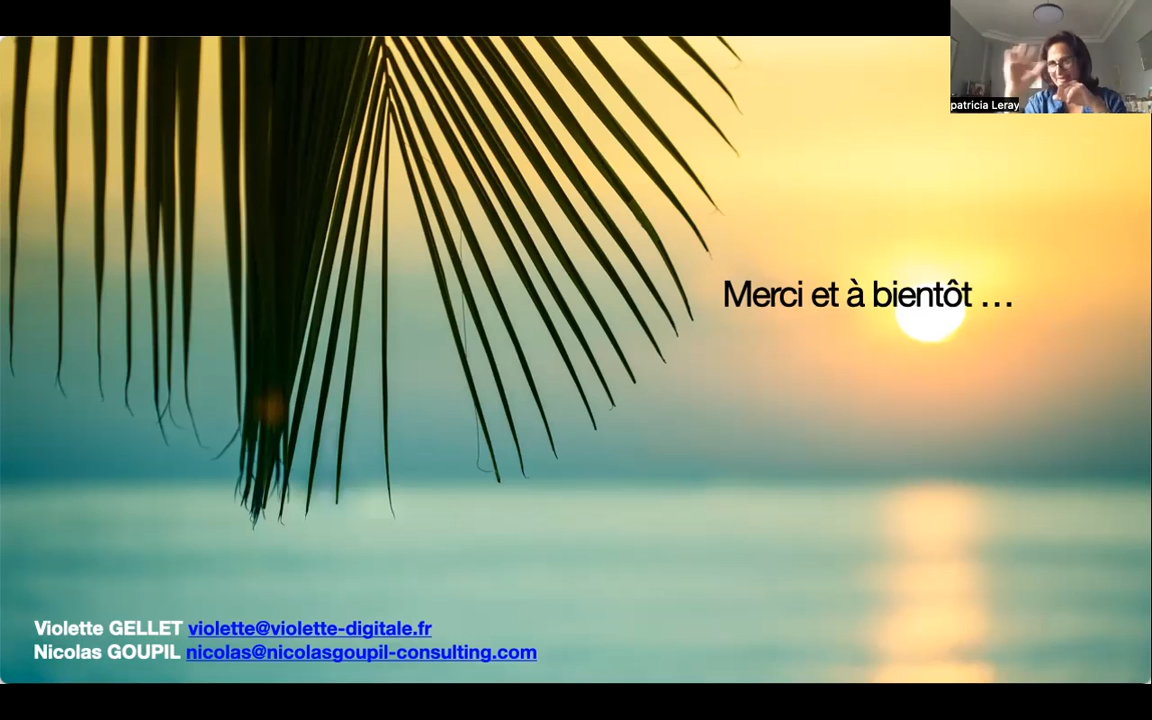 patricia Leray
Merci et à bientôt …
Violette GELLET violette@violette-digitale.fr
Nicolas GOUPIL nicolas@nicolasgoupil-consulting.com